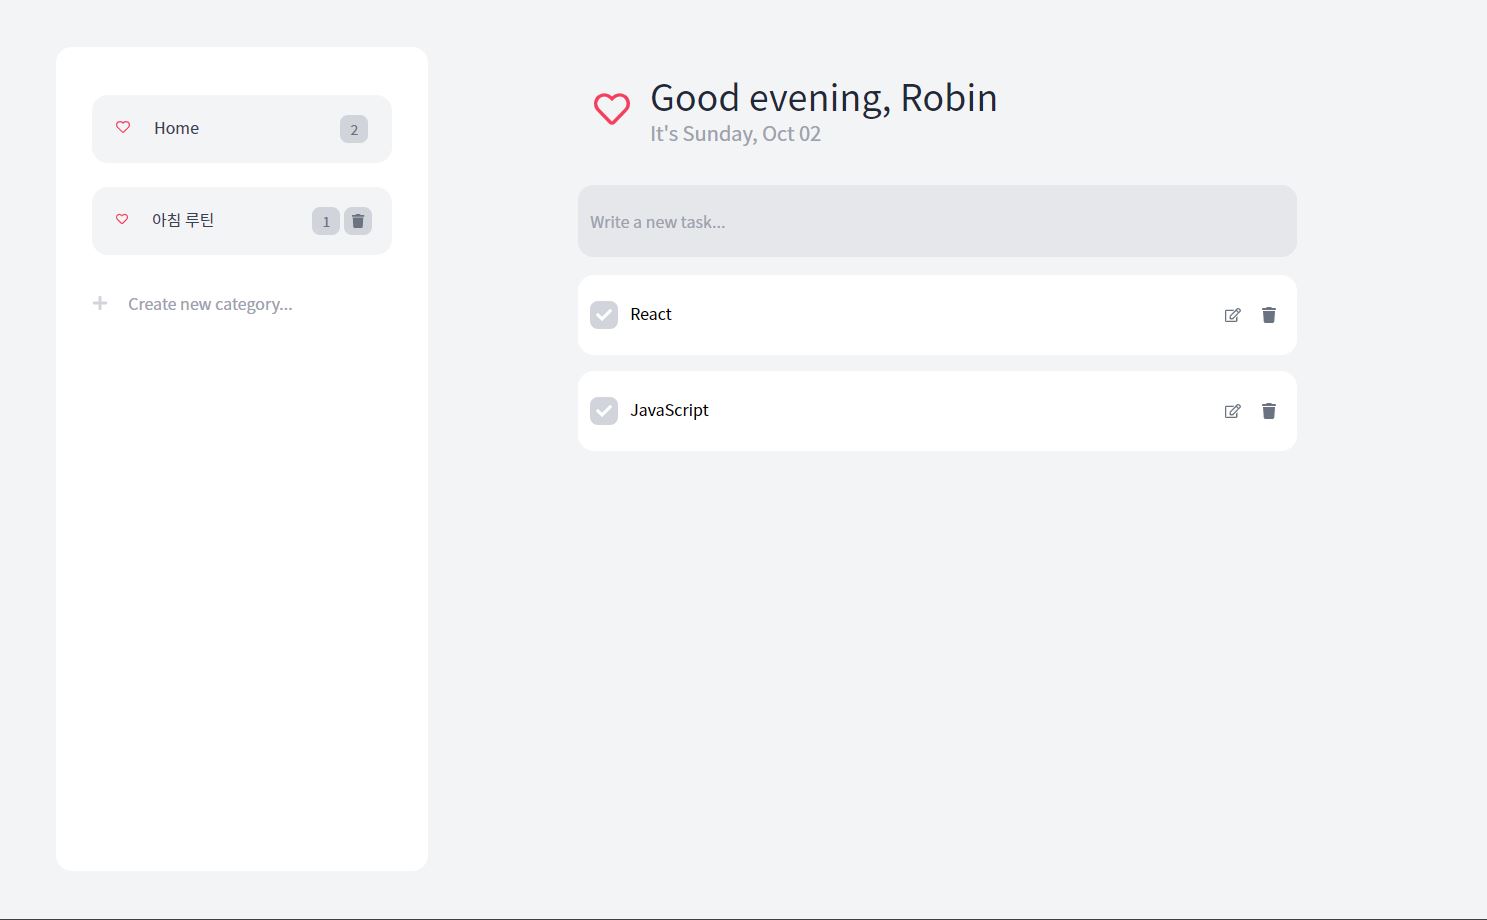 Home
2
아침 루틴
1
Create new category...
Good evening, Robin
It's Sunday, Oct 02
Write a new task...
React
JavaScript